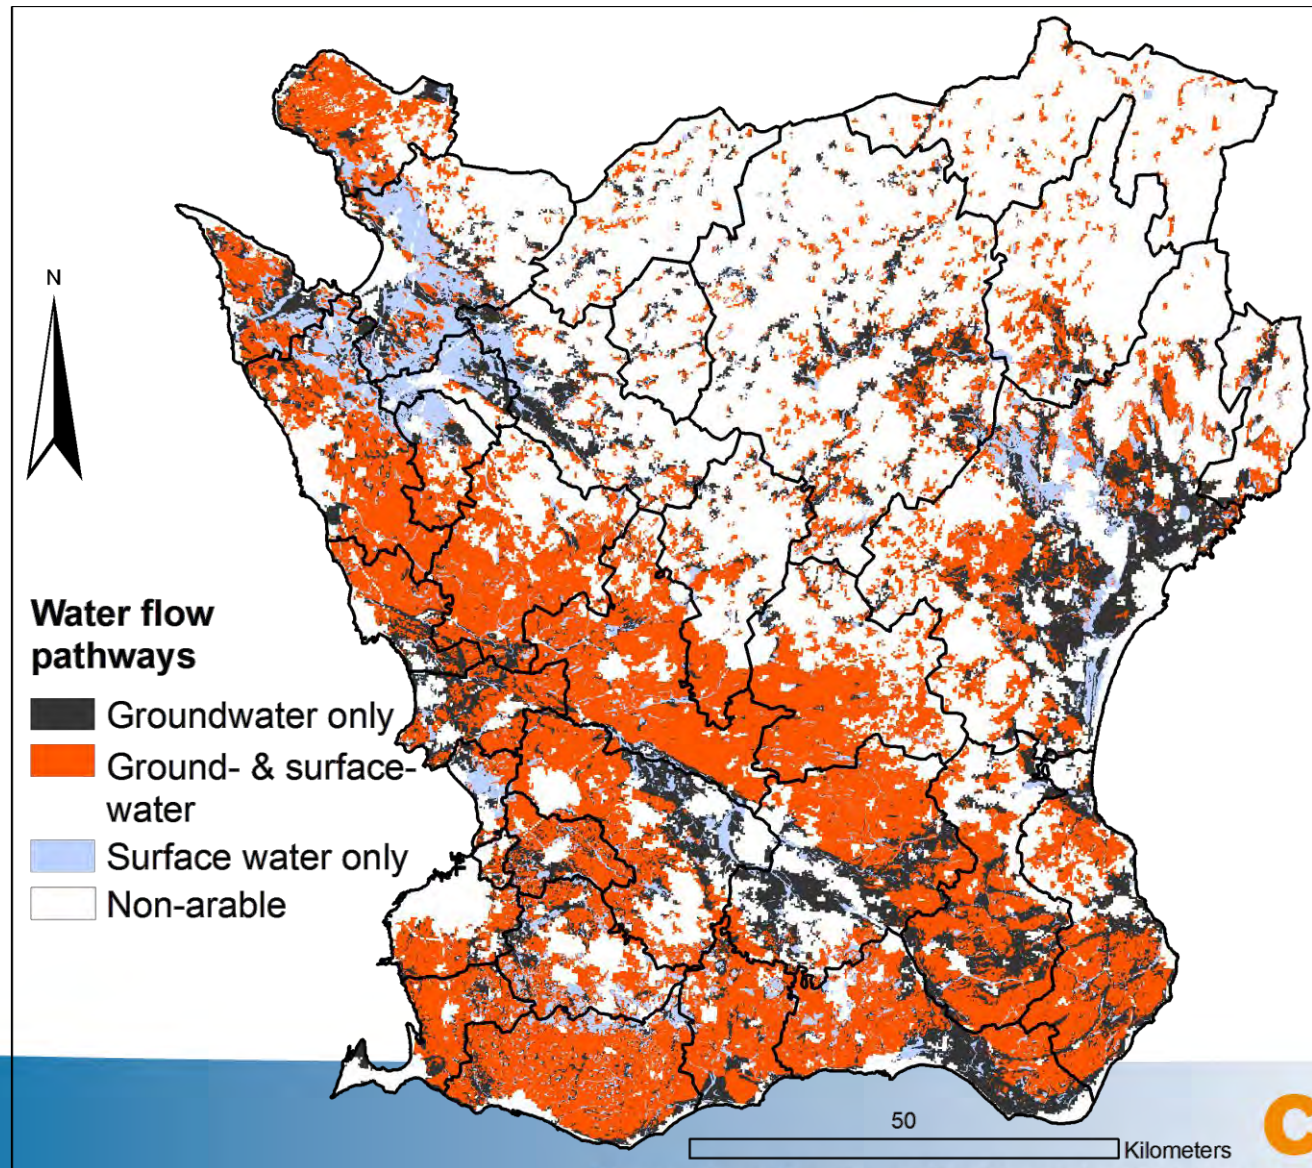 N
Water flow
pathways
Groundwater only
Ground- & surface-
water
Surface water only
Non-arable
50
Kilometers
C